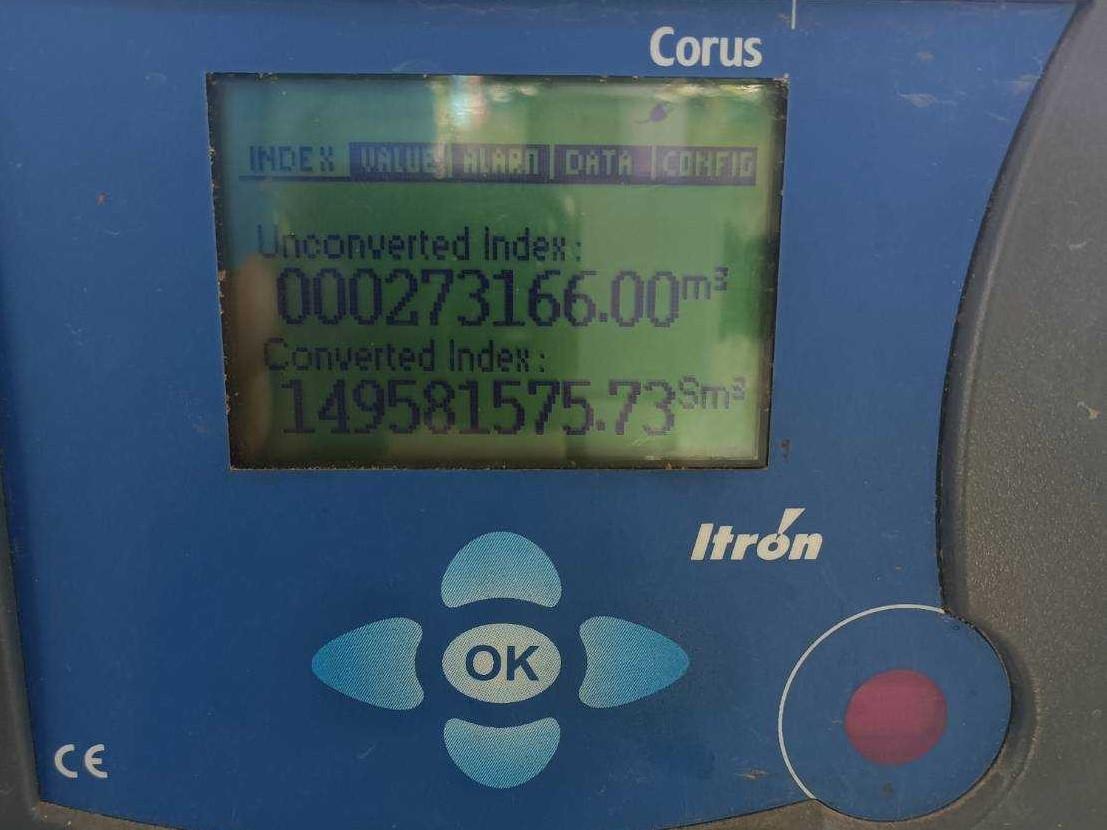 Corus
INDEX VALUE ALARM DATA CONFIG
Unconverted Index:
000273166.00m³
Converted Index:
149581575.73Sm³
Itron
OK
CE